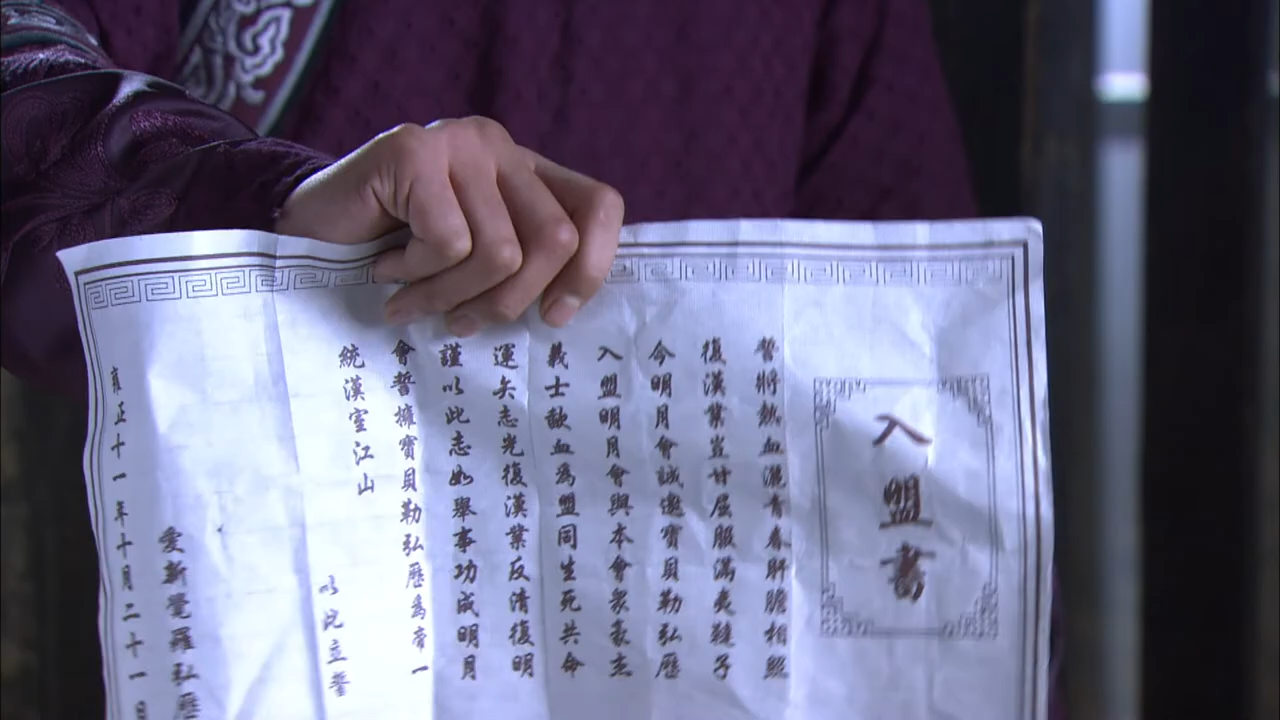 入盟書
誓將熱血灑青春肝膽相照
復漢業豈甘屈服滿夷韃子
今明月會誠邀寶貝勒弘歷
入盟明月會與本會眾豪杰
義士歃血為盟同生死共命
運矢志光復漢業反清復明
謹以此志如舉事功成明月
會誓擁寶貝勒弘歷為帝一
統漢室江山
以此立誓
愛新覺羅弘歷
雍正十一年十月二十一日